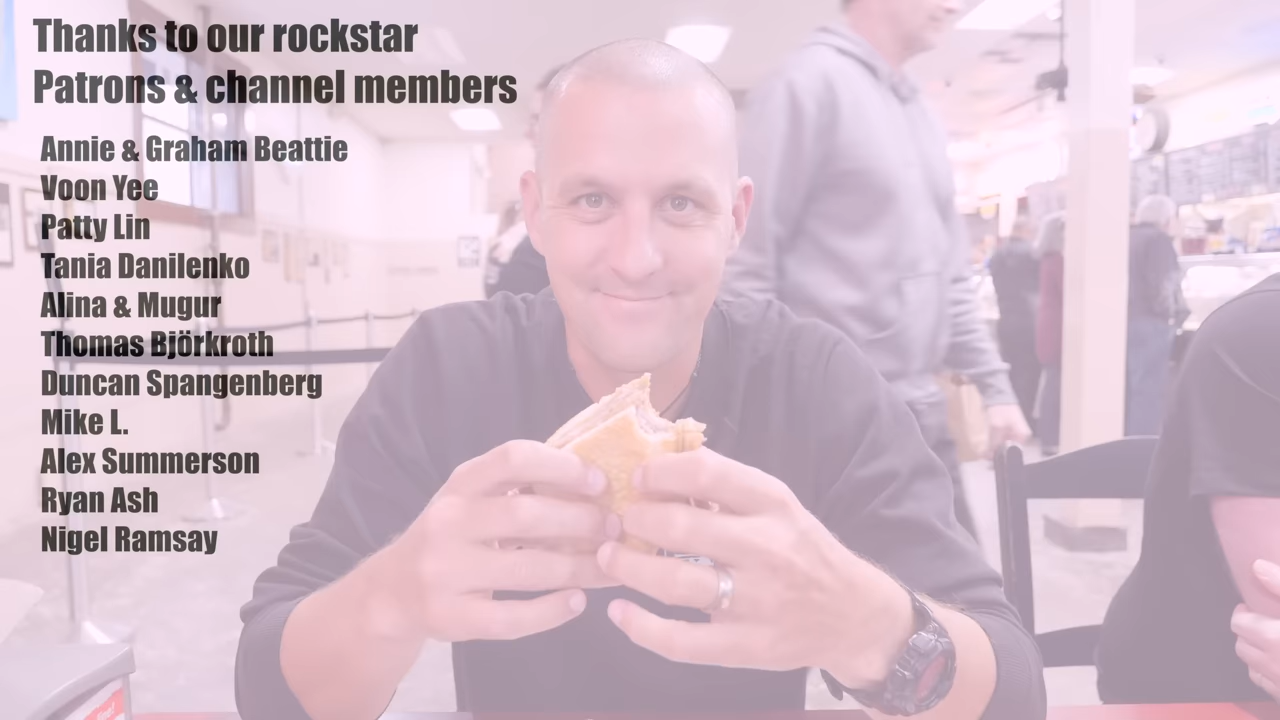 Thanks to our rockstar
Patrons & channel members
Annie & Graham Beattie
Voon Yee
Patty Lin
Tania Danilenko
Alina & Mugur
Thomas Björkroth
Duncan Spangenberg
Mike L.
Alex Summerson
Ryan Ash
Nigel Ramsay